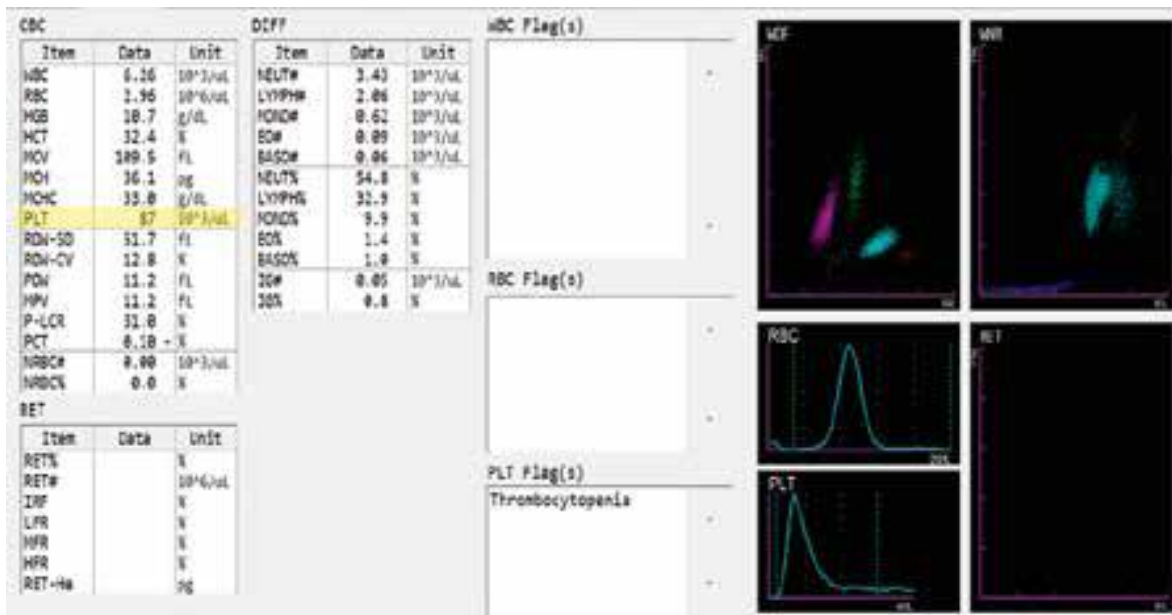 CBC
Item Data Unit
WBC 6.26 10^3/uL
RBC 2.96 10^6/uL
HGB 10.7 g/dL
HCT 32.4 %
MCV 109.5 fL
MCH 36.1 pg
MCHC 33.0 g/dL
PLT 87 10^3/uL
RDW-SD 51.7 fL
RDW-CV 12.8 %
PDW 11.2 fL
MPV 11.2 fL
P-LCR 31.0 %
PCT 0.10 - %
NRBC# 0.00 10^3/uL
NRBC% 0.0 %
RET
Item Data Unit
RET% %
RET# 10^6/uL
IRF %
LFR %
MFR %
HFR %
RET-He pg
DIFF
Item Data Unit
NEUT# 3.43 10^3/uL
LYMPH# 2.06 10^3/uL
MONO# 0.62 10^3/uL
EO# 0.09 10^3/uL
BASO# 0.06 10^3/uL
NEUT% 54.8 %
LYMPH% 32.9 %
MONO% 9.9 %
EO% 1.4 %
BASO% 1.0 %
IG# 0.05 10^3/uL
IG% 0.8 %
WBC Flag(s)
RBC Flag(s)
PLT Flag(s)
Thrombocytopenia
WDF
WNR
RBC
RET
PLT